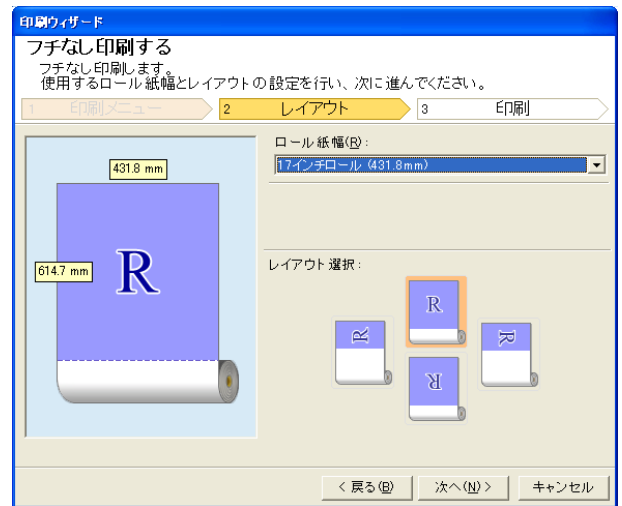 印刷ウィザード
フチなし印刷する
フチなし印刷します。
使用するロール紙幅とレイアウトの設定を行い、次に進んでください。
1 印刷メニュー 2 レイアウト 3 印刷
ロール紙幅(R):
17インチロール (431.8mm)
431.8 mm
614.7 mm
R
レイアウト選択:
R
R
R
R
< 戻る(B) 次へ(N) > キャンセル